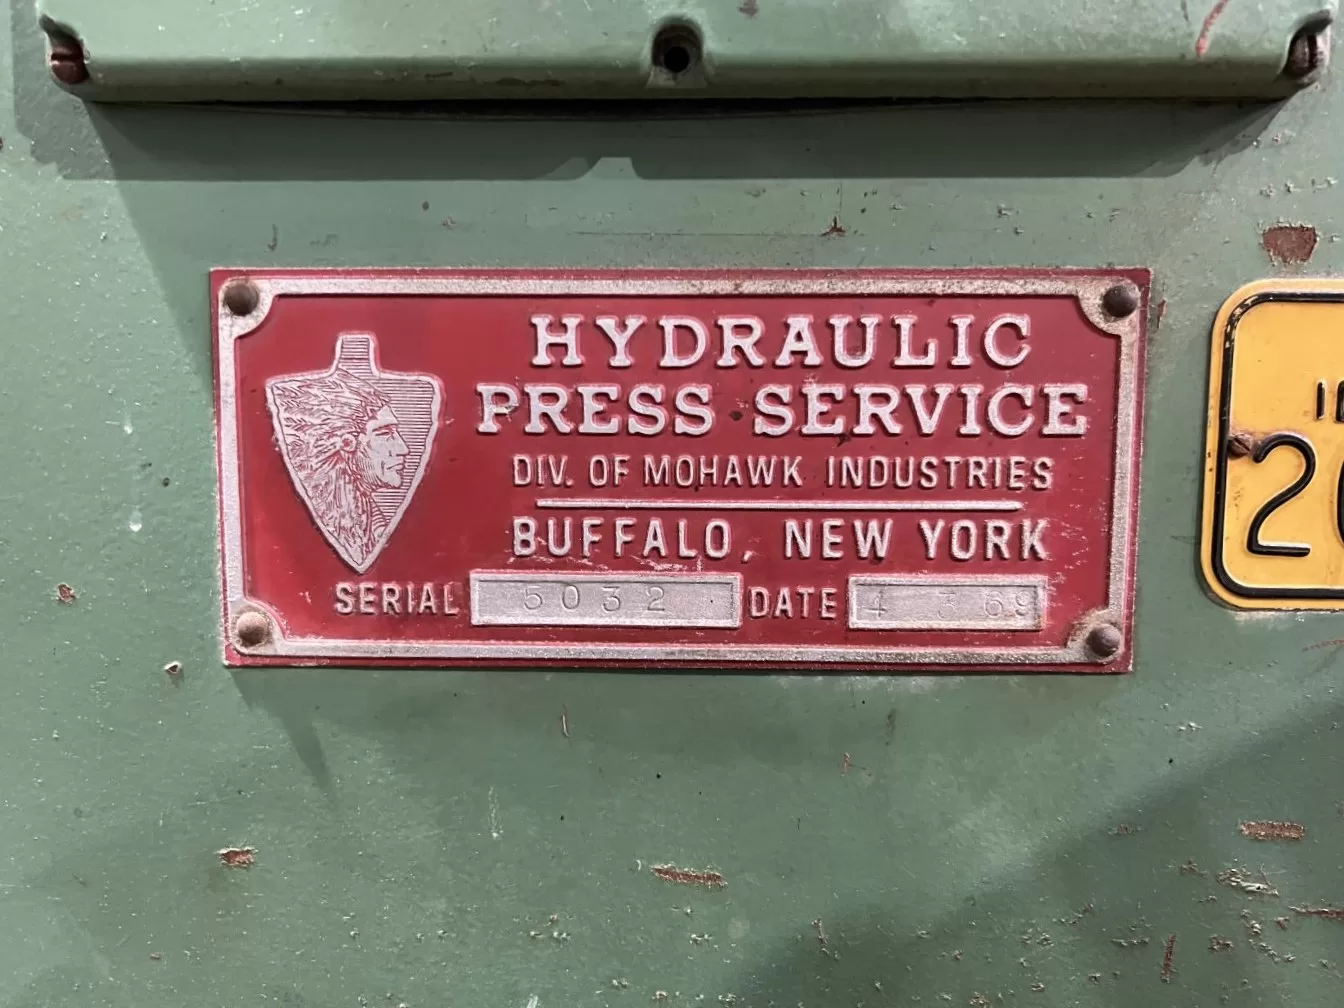 HYDRAULIC
PRESS SERVICE
DIV. OF MOHAWK INDUSTRIES
BUFFALO, NEW YORK
SERIAL 5032 DATE 4 3 69